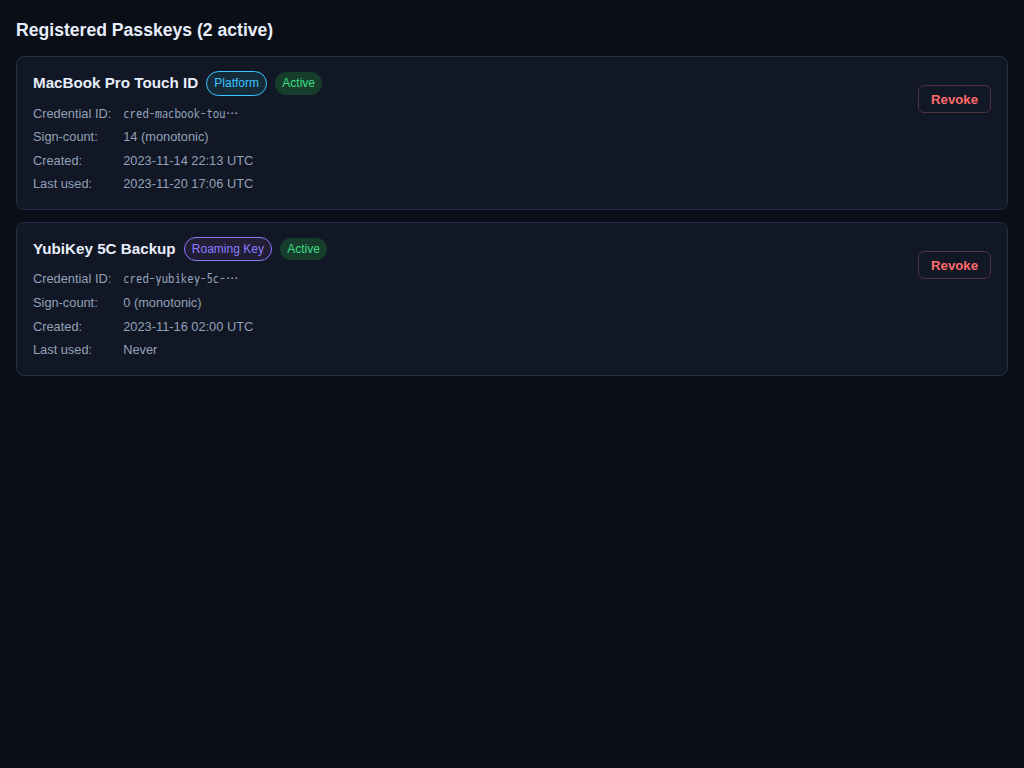 Registered Passkeys (2 active)
MacBook Pro Touch ID Platform Active
Revoke
Credential ID: cred-macbook-tou…
Sign-count: 14 (monotonic)
Created: 2023-11-14 22:13 UTC
Last used: 2023-11-20 17:06 UTC
YubiKey 5C Backup Roaming Key Active
Revoke
Credential ID: cred-yubikey-5c-…
Sign-count: 0 (monotonic)
Created: 2023-11-16 02:00 UTC
Last used: Never